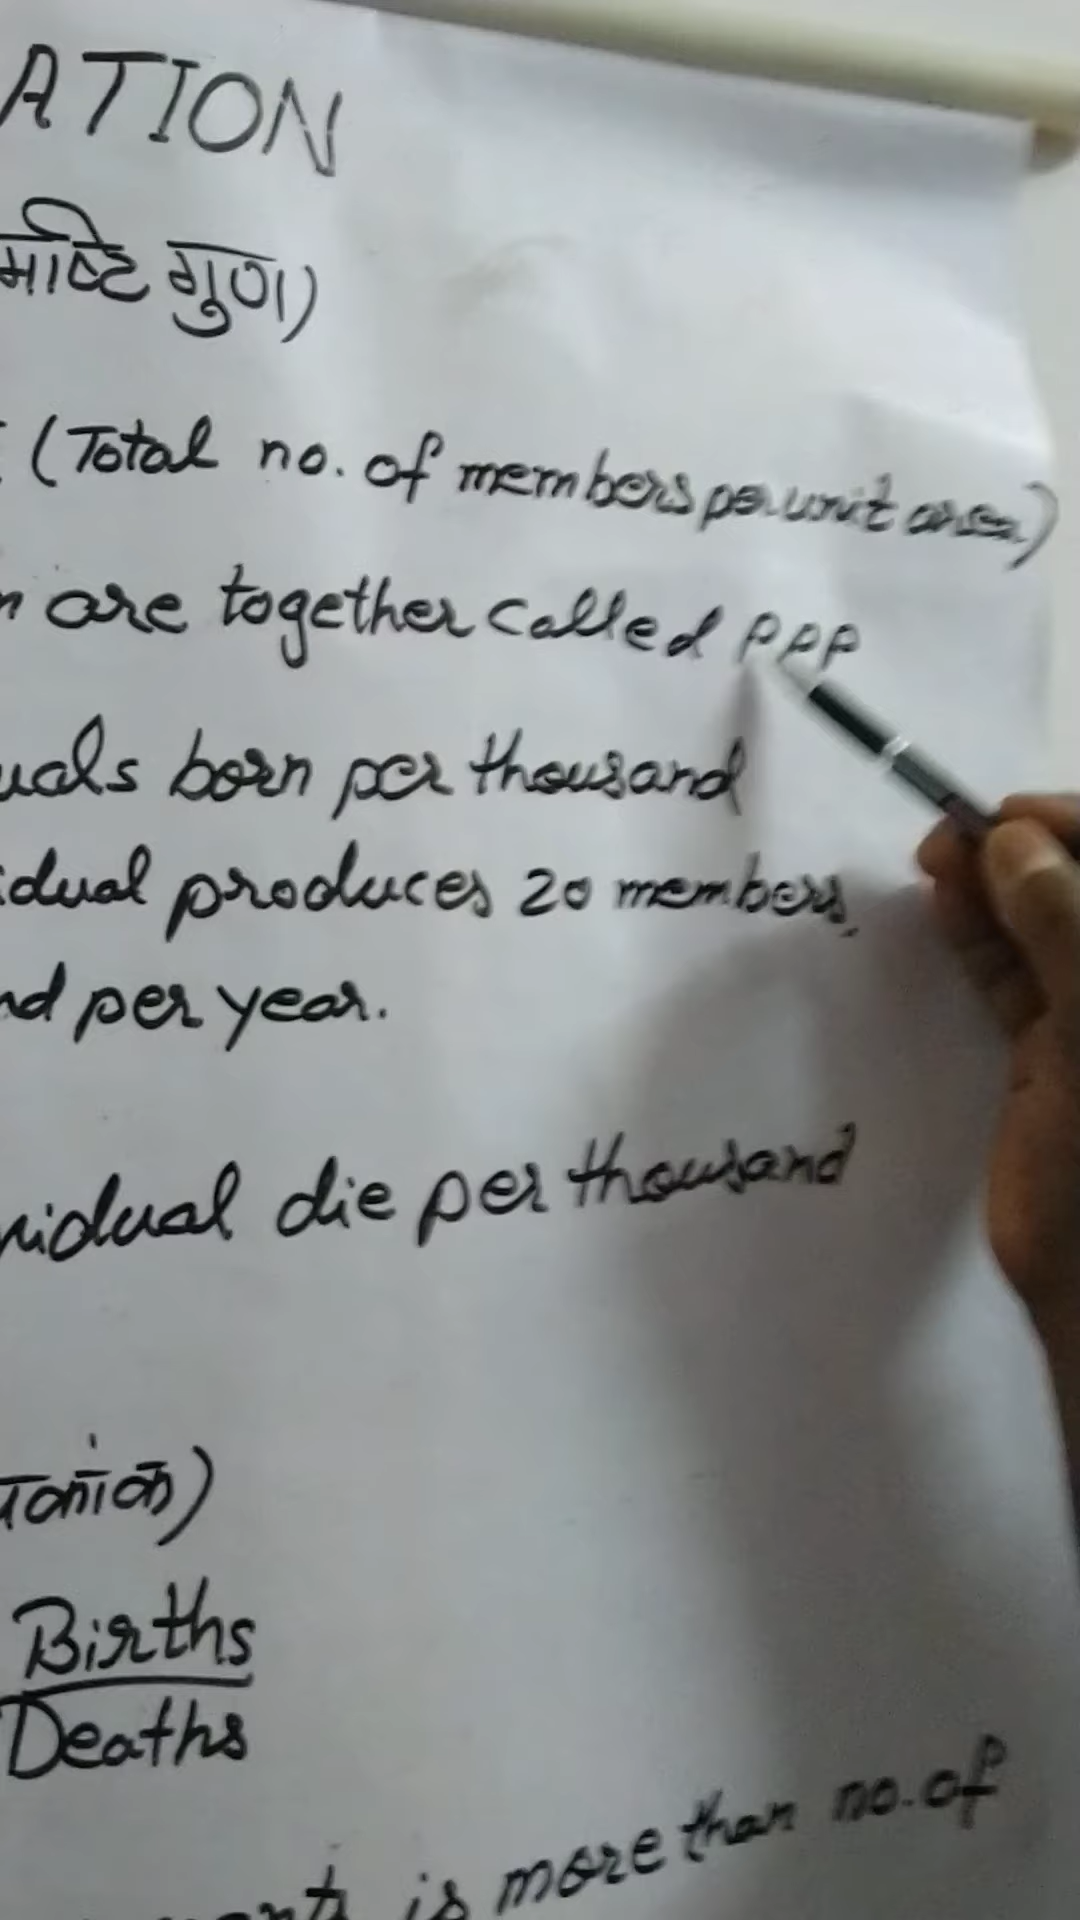 ATION
माष्टि गुण)
(Total no. of members per unit area.)
are together called PPP
uals born per thousand
idual produces 20 members,
nd per year.
vidual die per thousand
Births
Deaths
is more than no. of